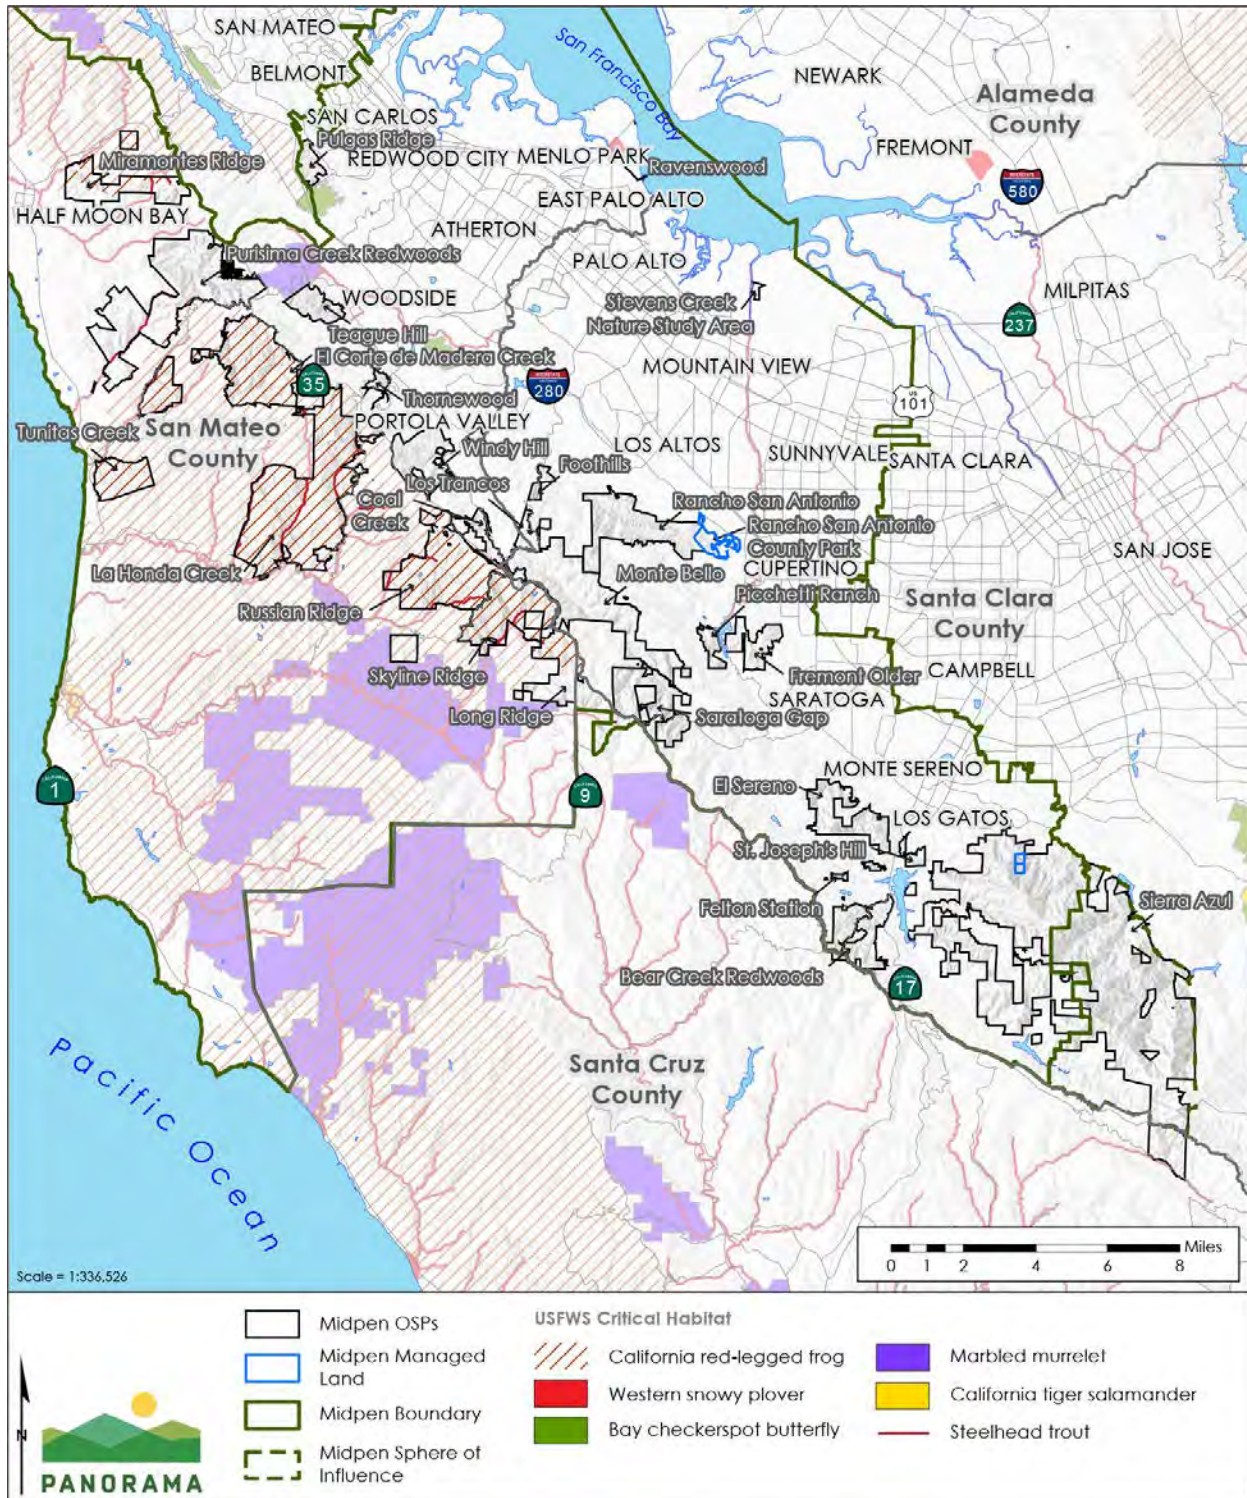 SAN MATEO
BELMONT
San Francisco Bay
NEWARK
Alameda
County
SAN CARLOS
Pulgas Ridge
REDWOOD CITY
MENLO PARK
Ravenswood
FREMONT
INTERSTATE
580
Miramontes Ridge
EAST PALO ALTO
HALF MOON BAY
ATHERTON
Purisima Creek Redwoods
PALO ALTO
WOODSIDE
Stevens Creek
Nature Study Area
MILPITAS
CALIFORNIA
237
Teague Hill
El Corte de Madera Creek
MOUNTAIN VIEW
CALIFORNIA
35
INTERSTATE
280
Thornewood
US
101
Tunitas Creek
San Mateo
County
PORTOLA VALLEY
Windy Hill
LOS ALTOS
SUNNYVALE
SANTA CLARA
Foothills
Los Trancos
Coal
Creek
Rancho San Antonio
Rancho San Antonio
County Park
SAN JOSE
La Honda Creek
CUPERTINO
Monte Bello
Picchetti Ranch
Russian Ridge
Santa Clara
County
Skyline Ridge
Fremont Older
CAMPBELL
SARATOGA
Long Ridge
Saratoga Gap
MONTE SERENO
CALIFORNIA
1
CALIFORNIA
9
El Sereno
LOS GATOS
St. Joseph's Hill
Felton Station
Sierra Azul
Bear Creek Redwoods
CALIFORNIA
17
Pacific Ocean
Santa Cruz
County
Miles
0 1 2 4 6 8
Scale = 1:336,526
N
PANORAMA
Midpen OSPs
Midpen Managed
Land
Midpen Boundary
Midpen Sphere of
Influence
USFWS Critical Habitat
California red-legged frog
Western snowy plover
Bay checkerspot butterfly
Marbled murrelet
California tiger salamander
Steelhead trout